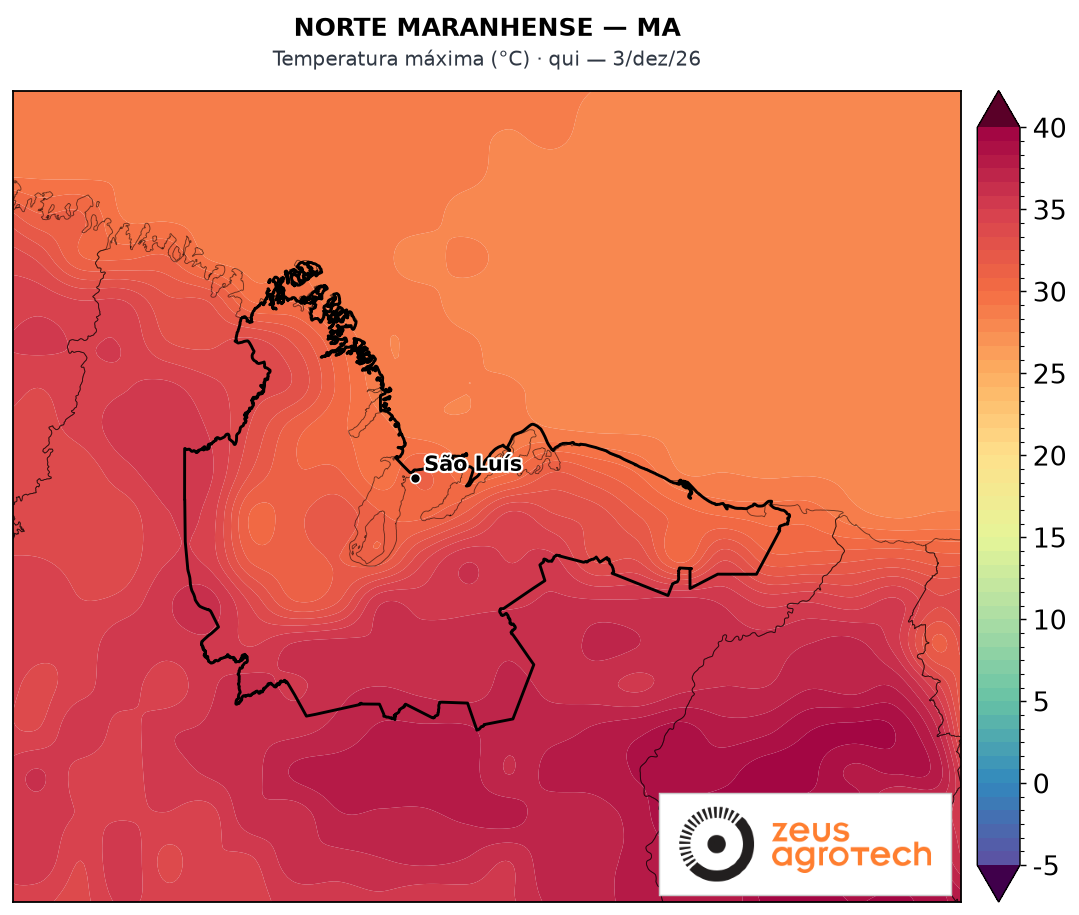 NORTE MARANHENSE — MA
Temperatura máxima (°C) · qui — 3/dez/26
São Luís
40
35
30
25
20
15
10
5
0
-5
zeus
agrotech